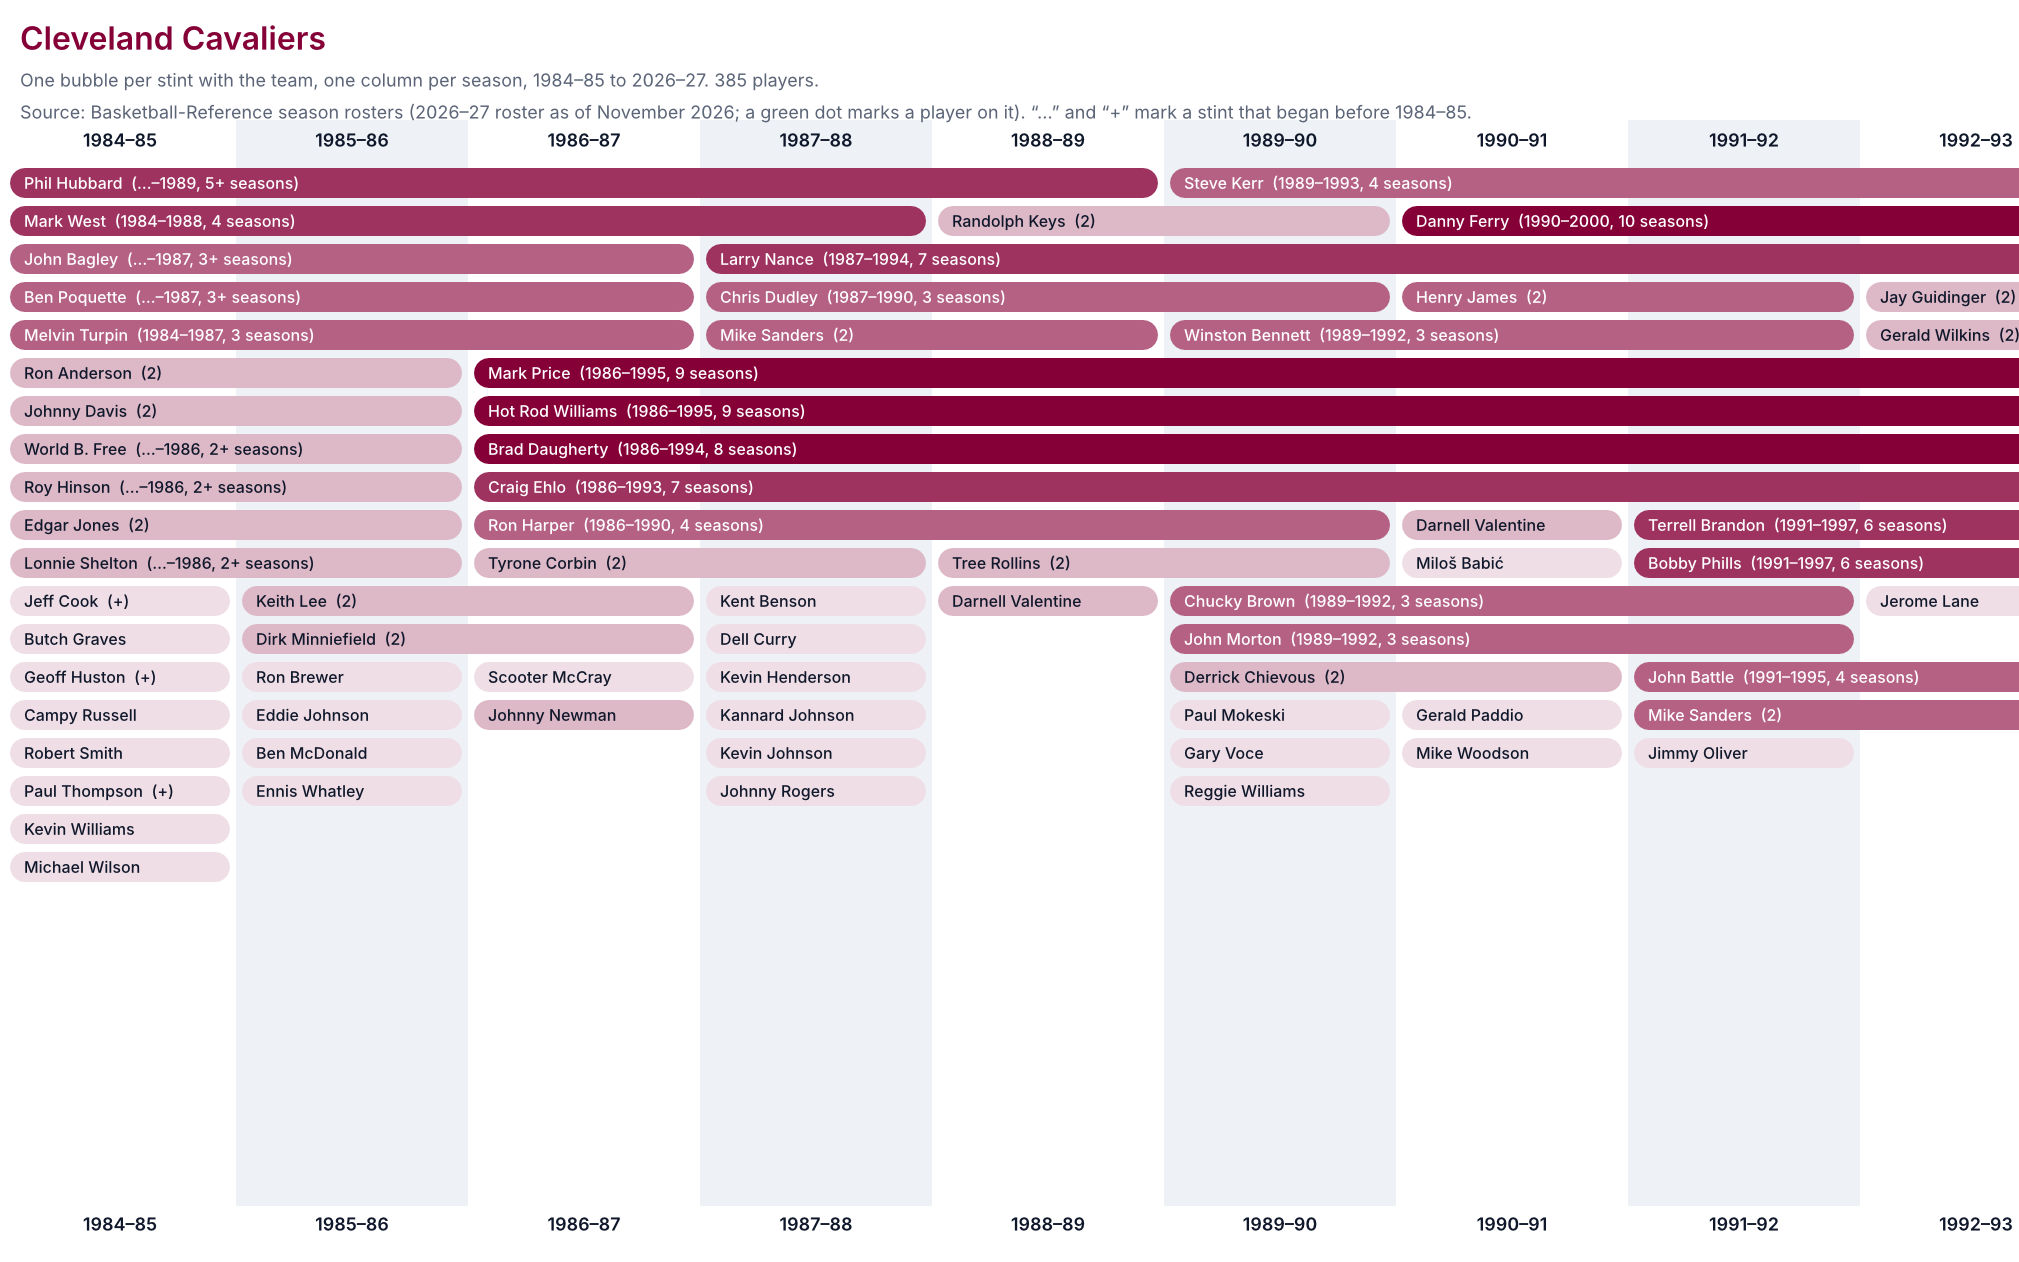 Cleveland Cavaliers
One bubble per stint with the team, one column per season, 1984–85 to 2026–27. 385 players.
Source: Basketball-Reference season rosters (2026–27 roster as of November 2026; a green dot marks a player on it). “…” and “+” mark a stint that began before 1984–85.
1984–85 1985–86 1986–87 1987–88 1988–89 1989–90 1990–91 1991–92 1992–93
Phil Hubbard (…–1989, 5+ seasons) Steve Kerr (1989–1993, 4 seasons)
Mark West (1984–1988, 4 seasons) Randolph Keys (2) Danny Ferry (1990–2000, 10 seasons)
John Bagley (…–1987, 3+ seasons) Larry Nance (1987–1994, 7 seasons)
Ben Poquette (…–1987, 3+ seasons) Chris Dudley (1987–1990, 3 seasons) Henry James (2) Jay Guidinger (2)
Melvin Turpin (1984–1987, 3 seasons) Mike Sanders (2) Winston Bennett (1989–1992, 3 seasons) Gerald Wilkins (2)
Ron Anderson (2) Mark Price (1986–1995, 9 seasons)
Johnny Davis (2) Hot Rod Williams (1986–1995, 9 seasons)
World B. Free (…–1986, 2+ seasons) Brad Daugherty (1986–1994, 8 seasons)
Roy Hinson (…–1986, 2+ seasons) Craig Ehlo (1986–1993, 7 seasons)
Edgar Jones (2) Ron Harper (1986–1990, 4 seasons) Darnell Valentine Terrell Brandon (1991–1997, 6 seasons)
Lonnie Shelton (…–1986, 2+ seasons) Tyrone Corbin (2) Tree Rollins (2) Miloš Babić Bobby Phills (1991–1997, 6 seasons)
Jeff Cook (+) Keith Lee (2) Kent Benson Darnell Valentine Chucky Brown (1989–1992, 3 seasons) Jerome Lane
Butch Graves Dirk Minniefield (2) Dell Curry John Morton (1989–1992, 3 seasons)
Geoff Huston (+) Ron Brewer Scooter McCray Kevin Henderson Derrick Chievous (2) John Battle (1991–1995, 4 seasons)
Campy Russell Eddie Johnson Johnny Newman Kannard Johnson Paul Mokeski Gerald Paddio Mike Sanders (2)
Robert Smith Ben McDonald Kevin Johnson Gary Voce Mike Woodson Jimmy Oliver
Paul Thompson (+) Ennis Whatley Johnny Rogers Reggie Williams
Kevin Williams
Michael Wilson
1984–85 1985–86 1986–87 1987–88 1988–89 1989–90 1990–91 1991–92 1992–93